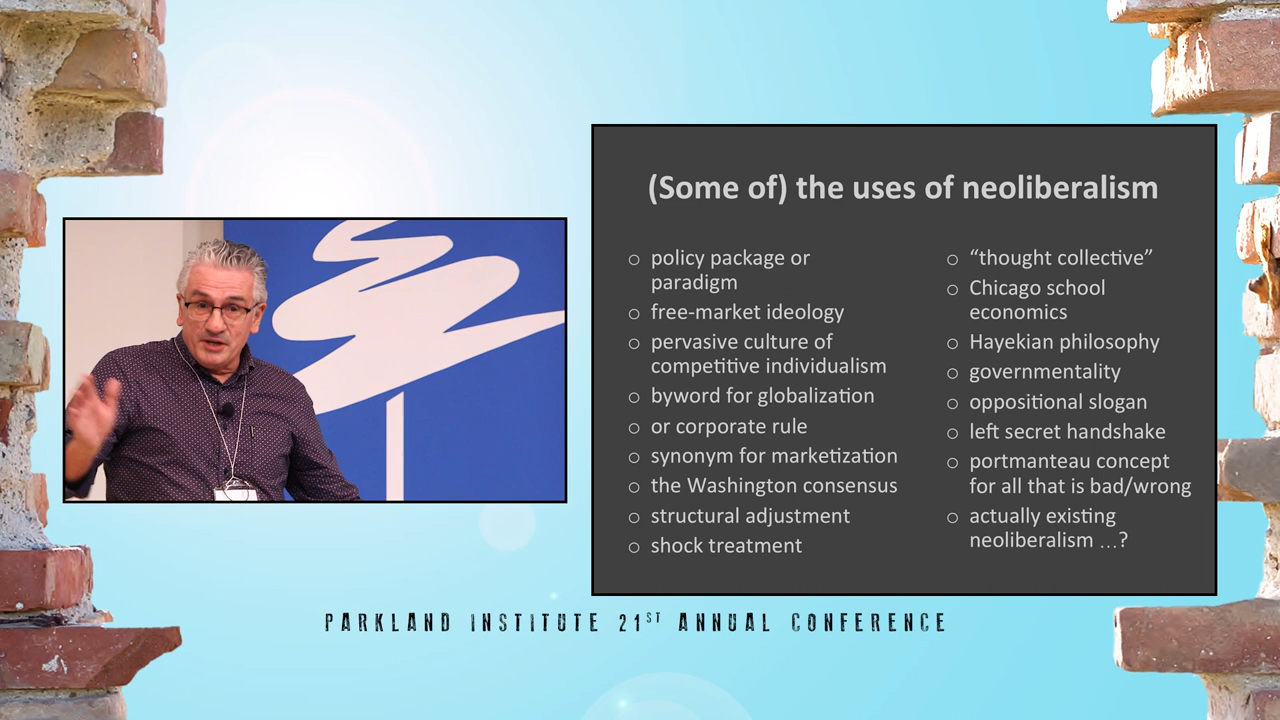 (Some of) the uses of neoliberalism
○ policy package or
paradigm
○ free-market ideology
○ pervasive culture of
competitive individualism
○ byword for globalization
○ or corporate rule
○ synonym for marketization
○ the Washington consensus
○ structural adjustment
○ shock treatment
○ “thought collective”
○ Chicago school
economics
○ Hayekian philosophy
○ governmentality
○ oppositional slogan
○ left secret handshake
○ portmanteau concept
for all that is bad/wrong
○ actually existing
neoliberalism …?
PARKLAND INSTITUTE 21ST ANNUAL CONFERENCE